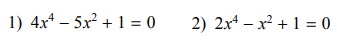 1) 4x⁴ – 5x² + 1 = 0 2) 2x⁴ – x² + 1 = 0